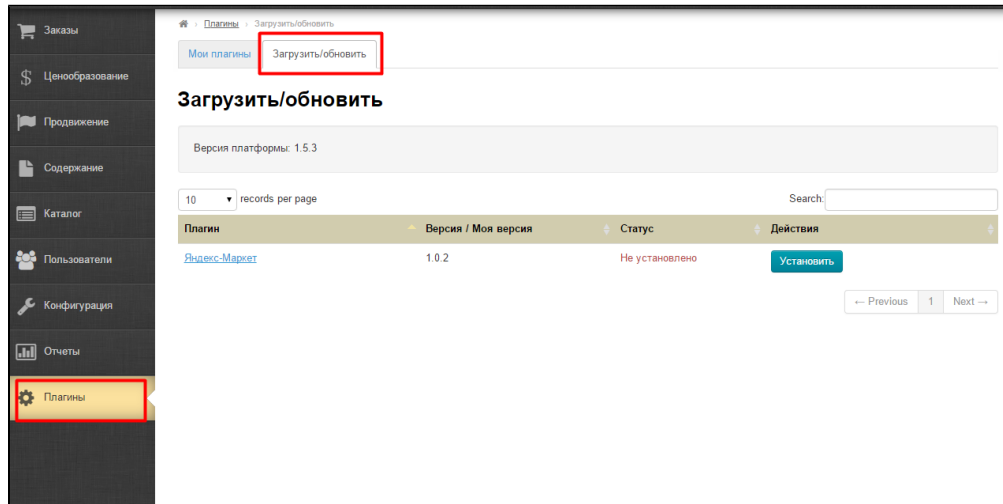 Заказы
Ценообразование
Продвижение
Содержание
Каталог
Пользователи
Конфигурация
Отчеты
Плагины
› Плагины › Загрузить/обновить
Мои плагины Загрузить/обновить
Загрузить/обновить
Версия платформы: 1.5.3
10 records per page Search:
Плагин Версия / Моя версия Статус Действия
Яндекс-Маркет 1.0.2 Не установлено Установить
← Previous 1 Next →